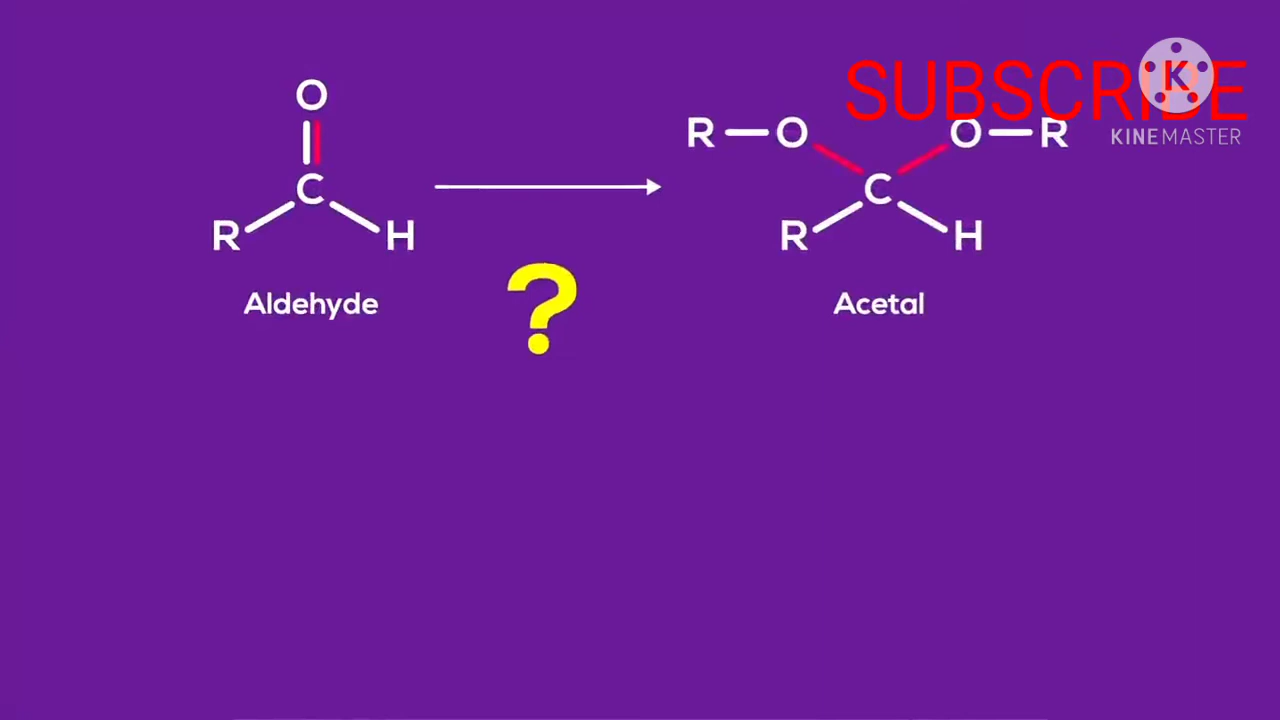 SUBSCRIBE
K
KINEMASTER
O
C
R H
Aldehyde
?
R O O R
C
R H
Acetal